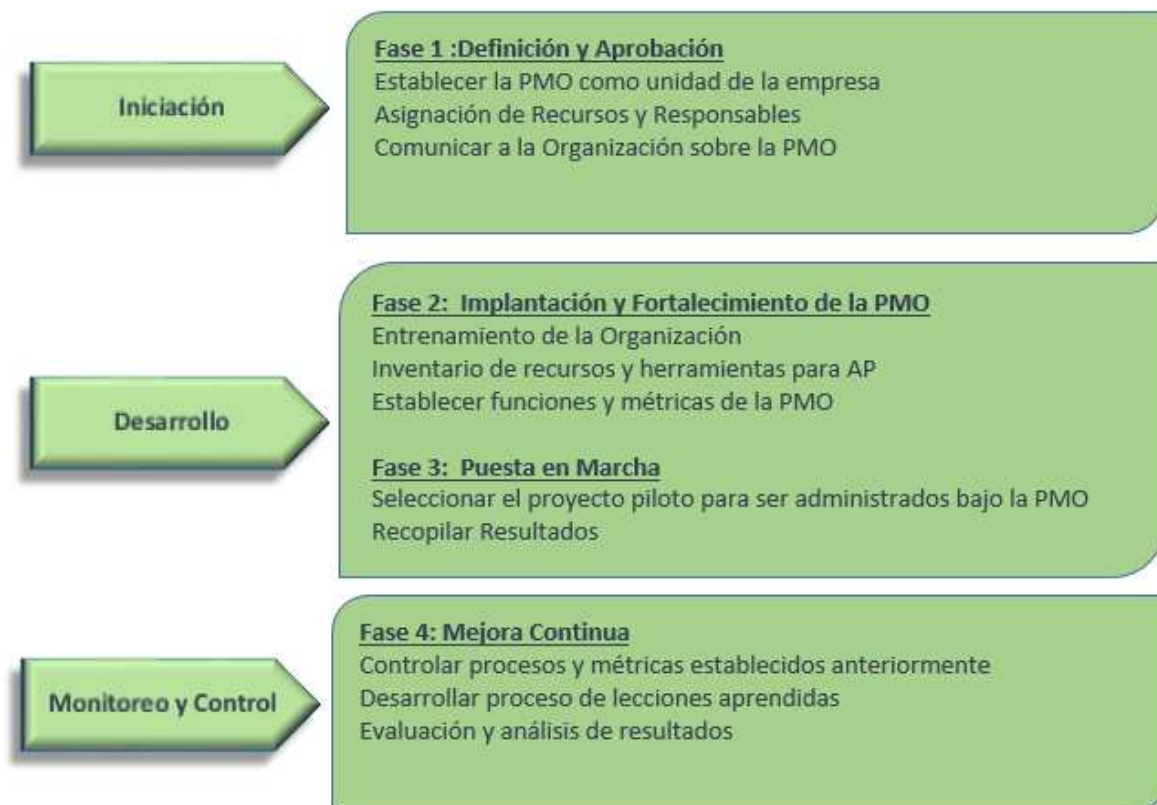 Iniciación
Fase 1 :Definición y Aprobación
Establecer la PMO como unidad de la empresa
Asignación de Recursos y Responsables
Comunicar a la Organización sobre la PMO
Desarrollo
Fase 2: Implantación y Fortalecimiento de la PMO
Entrenamiento de la Organización
Inventario de recursos y herramientas para AP
Establecer funciones y métricas de la PMO
Fase 3: Puesta en Marcha
Seleccionar el proyecto piloto para ser administrados bajo la PMO
Recopilar Resultados
Monitoreo y Control
Fase 4: Mejora Continua
Controlar procesos y métricas establecidos anteriormente
Desarrollar proceso de lecciones aprendidas
Evaluación y análisis de resultados